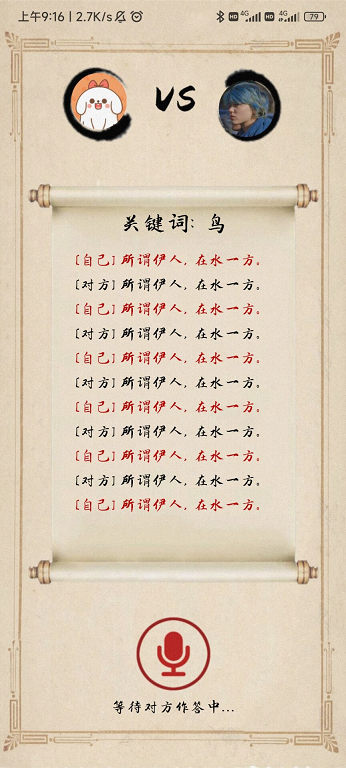 上午9:16 | 2.7K/s
HD 4G HD 4G 79
VS
关键词: 鸟
[自己] 所谓伊人, 在水一方。
[对方] 所谓伊人, 在水一方。
[自己] 所谓伊人, 在水一方。
[对方] 所谓伊人, 在水一方。
[自己] 所谓伊人, 在水一方。
[对方] 所谓伊人, 在水一方。
[自己] 所谓伊人, 在水一方。
[对方] 所谓伊人, 在水一方。
[自己] 所谓伊人, 在水一方。
[对方] 所谓伊人, 在水一方。
[自己] 所谓伊人, 在水一方。
等待对方作答中...